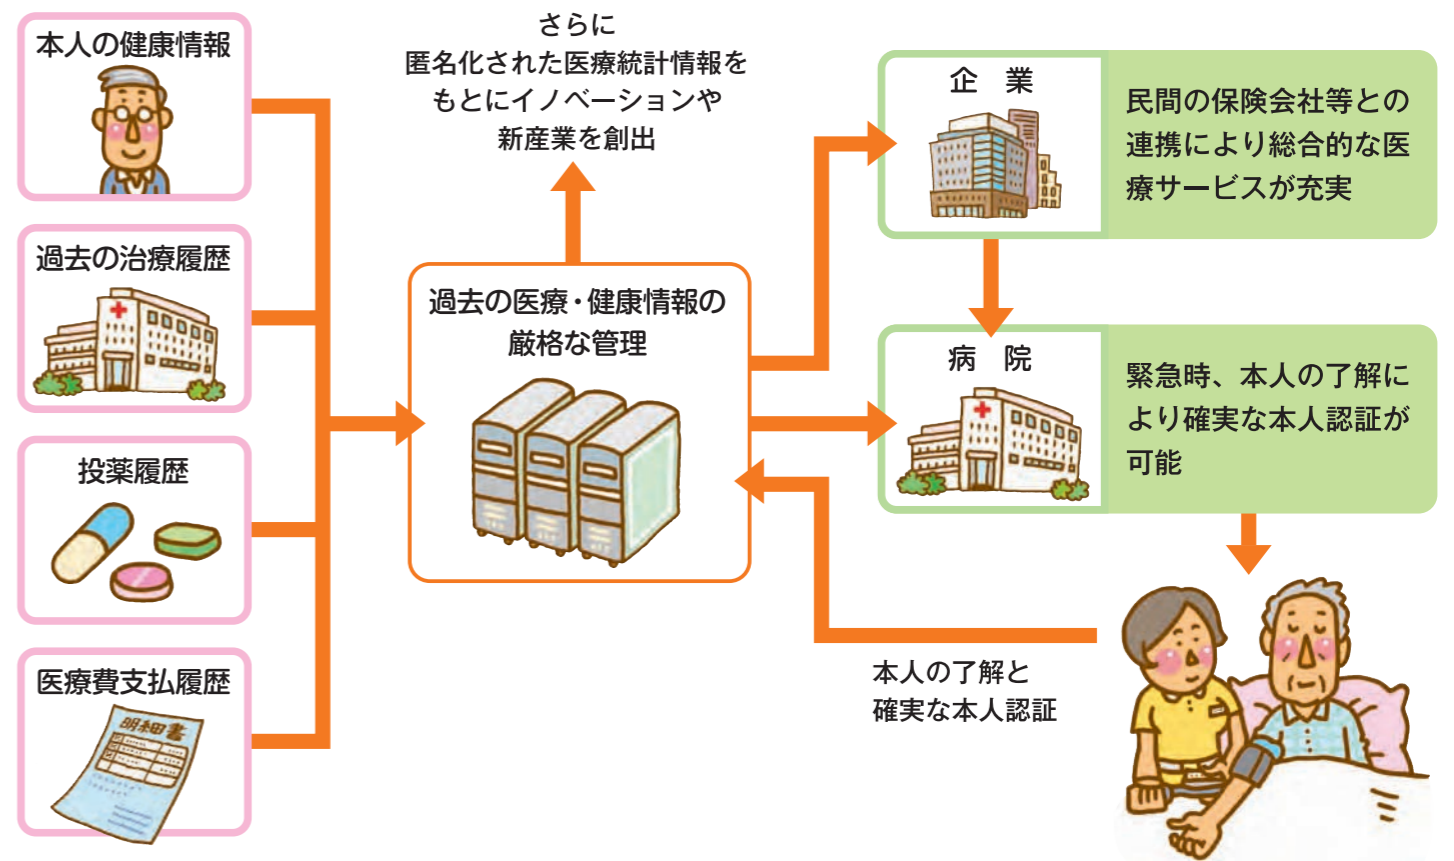 本人の健康情報
過去の治療履歴
投薬履歴
医療費支払履歴
明細書
さらに
匿名化された医療統計情報を
もとにイノベーションや
新産業を創出
過去の医療・健康情報の
厳格な管理
企　業
民間の保険会社等との
連携により総合的な医
療サービスが充実
病　院
緊急時、本人の了解に
より確実な本人認証が
可能
本人の了解と
確実な本人認証